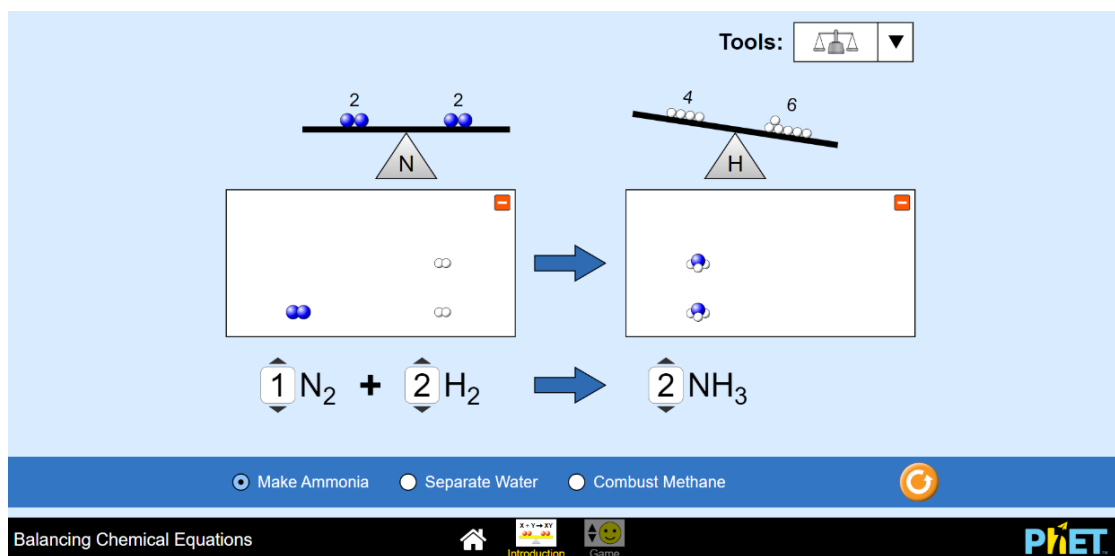 Tools:
2 2 4 6
N H
1 N₂ + 2 H₂ 2 NH₃
Make Ammonia Separate Water Combust Methane
Balancing Chemical Equations
X + Y → XY
Introduction Game
PhET